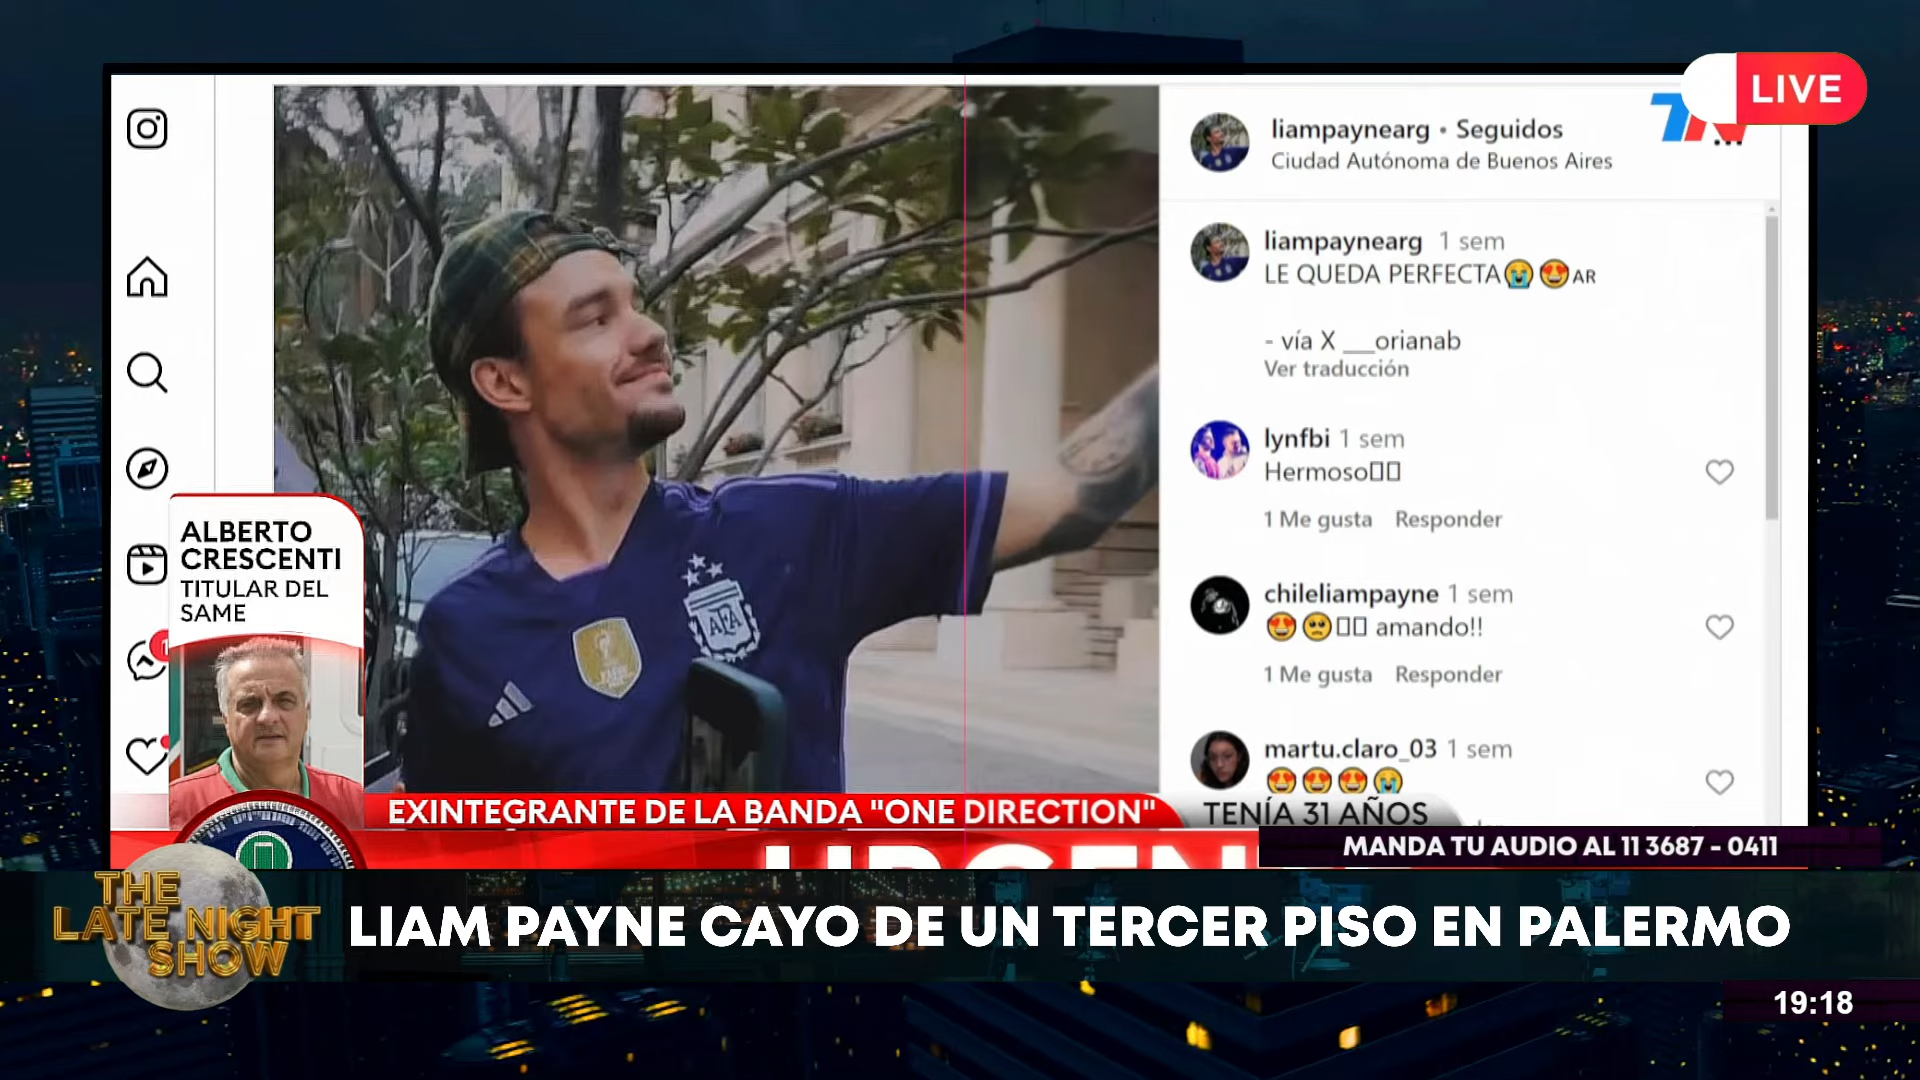 LIVE
liampaynearg • Seguidos
Ciudad Autónoma de Buenos Aires
liampaynearg 1 sem
LE QUEDA PERFECTA😭😍AR
- vía X ___orianab
Ver traducción
lynfbi 1 sem
Hermoso▯▯
1 Me gusta Responder
chileliampayne 1 sem
😍🥺▯▯ amando!!
1 Me gusta Responder
martu.claro_03 1 sem
😍😍😍😭
ALBERTO
CRESCENTI
TITULAR DEL
SAME
AFA
EXINTEGRANTE DE LA BANDA "ONE DIRECTION"
TENÍA 31 AÑOS
MANDA TU AUDIO AL 11 3687 - 0411
THE
LATE NIGHT
SHOW
LIAM PAYNE CAYO DE UN TERCER PISO EN PALERMO
19:18